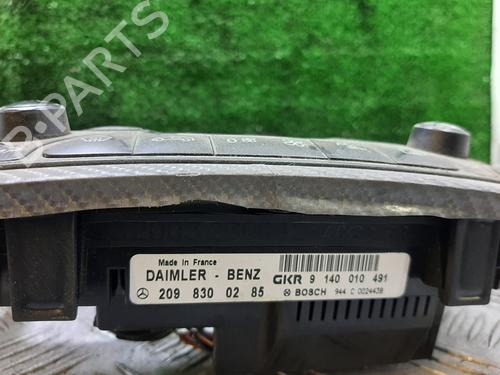 B-PARTS
Made in France
DAIMLER - BENZ GKR 9 140 010 491
209 830 02 85 BOSCH 944 C 0024438